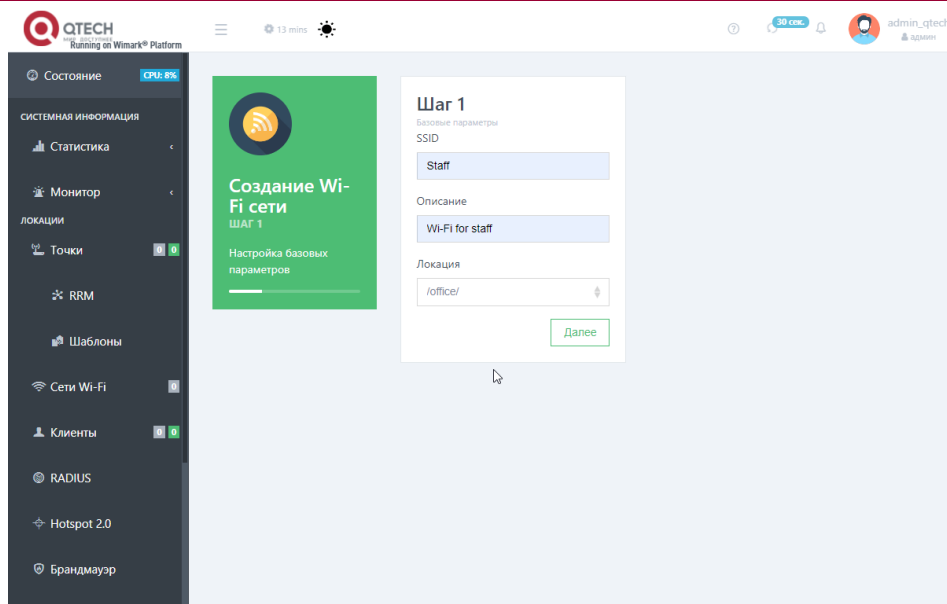 QTECH
МИР ДОСТУПНЕЕ
Running on Wimark® Platform
13 mins
30 сек.
admin_qtech
админ
Состояние
CPU: 8%
СИСТЕМНАЯ ИНФОРМАЦИЯ
Статистика
Монитор
ЛОКАЦИИ
Точки
0 0
RRM
Шаблоны
Сети Wi-Fi
0
Клиенты
0 0
RADIUS
Hotspot 2.0
Брандмауэр
Создание Wi-
Fi сети
ШАГ 1
Настройка базовых
параметров
Шаг 1
Базовые параметры
SSID
Staff
Описание
Wi-Fi for staff
Локация
/office/
Далее